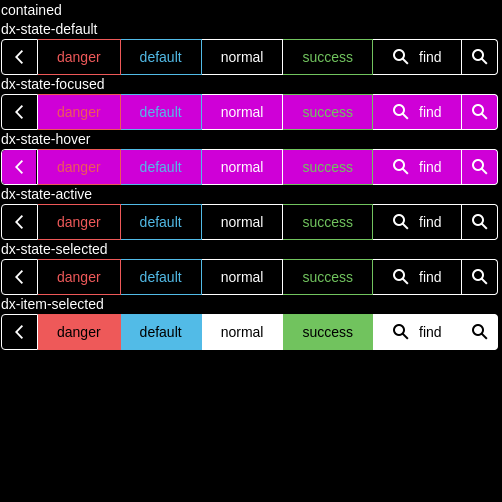 contained
dx-state-default
danger default normal success find
dx-state-focused
danger default normal success find
dx-state-hover
danger default normal success find
dx-state-active
danger default normal success find
dx-state-selected
danger default normal success find
dx-item-selected
danger default normal success find